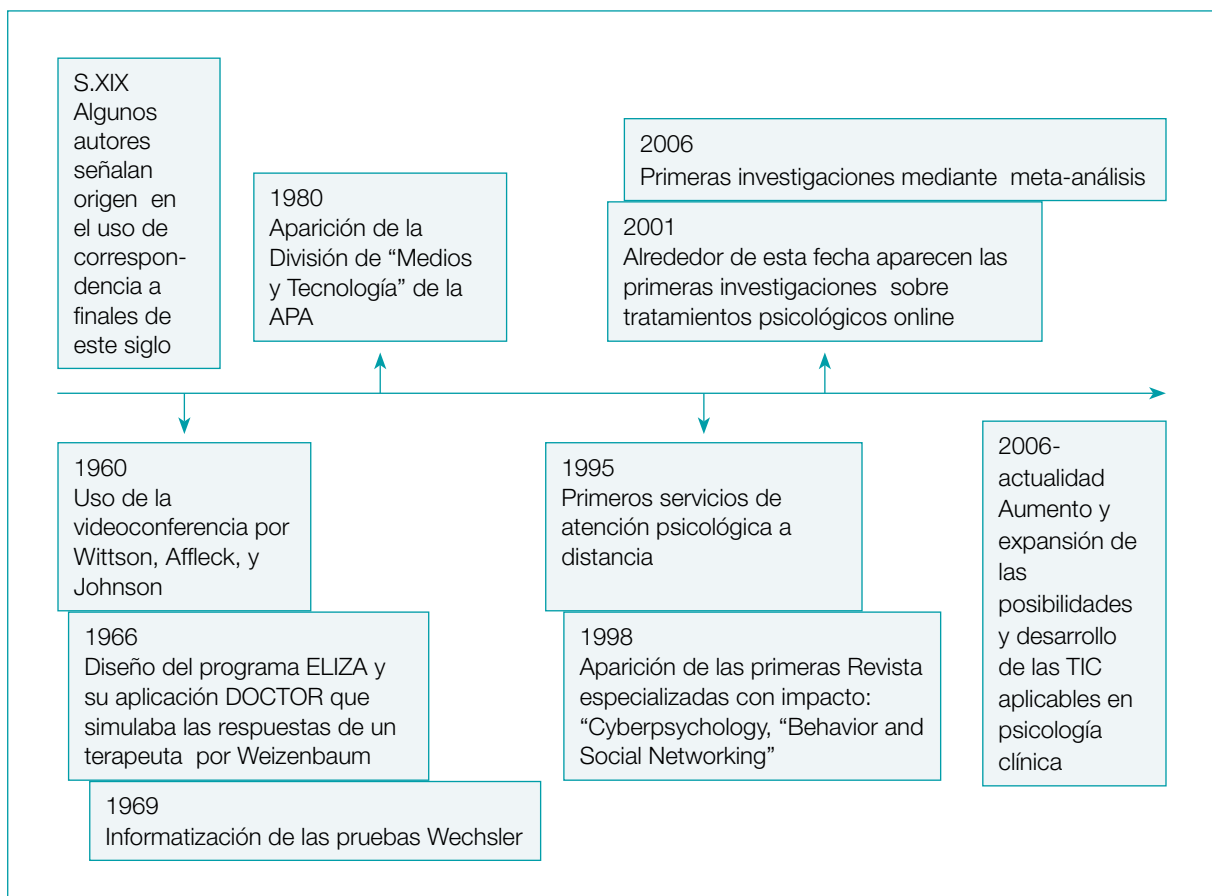 S.XIX
Algunos
autores
señalan
origen en
el uso de
correspon-
dencia a
finales de
este siglo
1980
Aparición de la
División de “Medios
y Tecnología” de la
APA
2006
Primeras investigaciones mediante meta-análisis
2001
Alrededor de esta fecha aparecen las
primeras investigaciones sobre
tratamientos psicológicos online
1960
Uso de la
videoconferencia por
Wittson, Affleck, y
Johnson
1966
Diseño del programa ELIZA y
su aplicación DOCTOR que
simulaba las respuestas de un
terapeuta por Weizenbaum
1969
Informatización de las pruebas Wechsler
1995
Primeros servicios de
atención psicológica a
distancia
1998
Aparición de las primeras Revista
especializadas con impacto:
“Cyberpsychology, “Behavior and
Social Networking”
2006-
actualidad
Aumento y
expansión de
las
posibilidades
y desarrollo
de las TIC
aplicables en
psicología
clínica